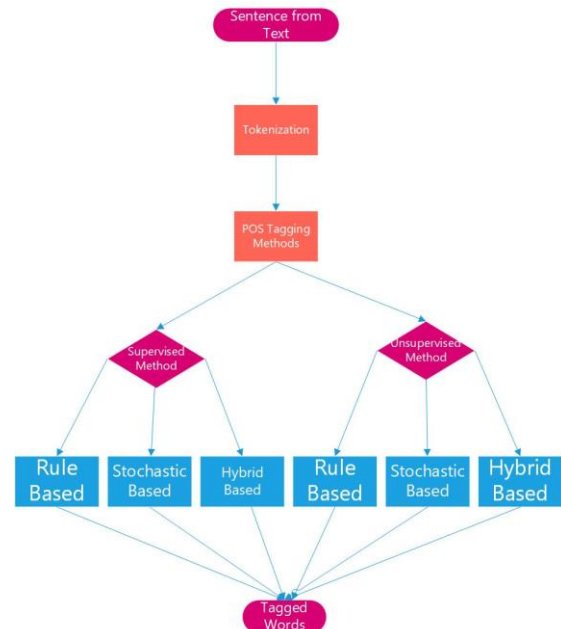 Sentence from
Text
Tokenization
POS Tagging
Methods
Supervised
Method
Unsupervised
Method
Rule
Based
Stochastic
Based
Hybrid
Based
Rule
Based
Stochastic
Based
Hybrid
Based
Tagged
Words